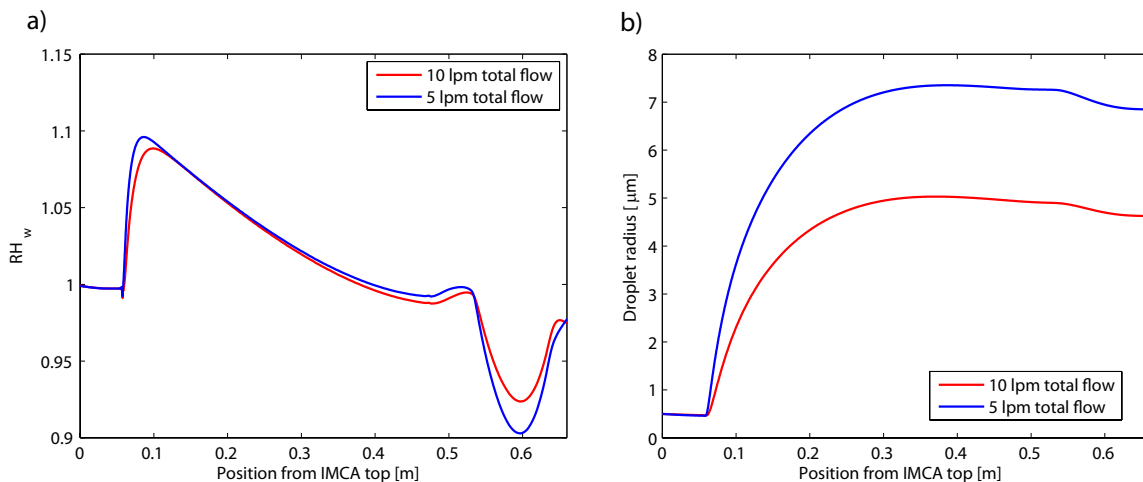 a)
1.15
1.1
1.05
1
0.95
0.9
RH w
0
0.1
0.2
0.3
0.4
0.5
0.6
Position from IMCA top [m]
10 lpm total flow
5 lpm total flow
b)
8
7
6
5
4
3
2
1
0
Droplet radius [ μm]
0
0.1
0.2
0.3
0.4
0.5
0.6
Position from IMCA top [m]
10 lpm total flow
5 lpm total flow